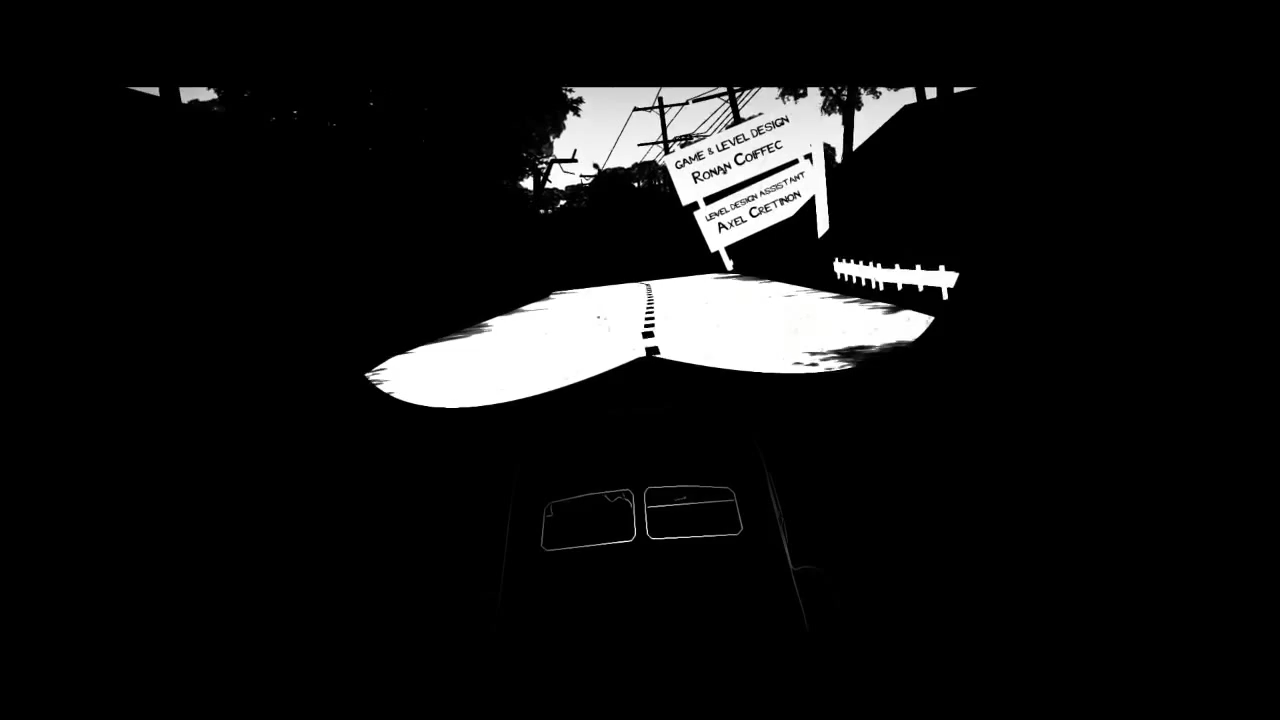 GAME & LEVEL DESIGN
RONAN COIFFEC
LEVEL DESIGN ASSISTANT
AXEL CRETINON